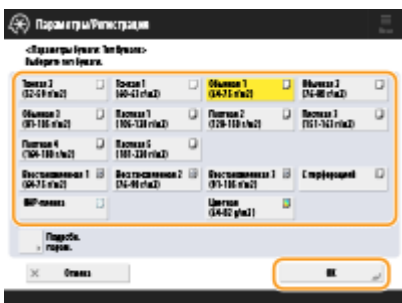 Параметры/Регистрация
<Параметры бумаги: Тип бумаги>
Выберите тип бумаги.
Тонкая 2 Тонкая 1 Обычная 1 Обычная 2
(52-59 г/м2) (60-63 г/м2) (64-75 г/м2) (76-90 г/м2)
Обычная 3 Плотная 1 Плотная 2 Плотная 3
(91-105 г/м2) (106-128 г/м2) (129-150 г/м2) (151-163 г/м2)
Плотная 4 Плотная 5
(164-180 г/м2) (181-220 г/м2)
Восстановленная 1 Восстановленная 2 Восстановленная 3 С перфорацией
(64-75 г/м2) (76-90 г/м2) (91-105 г/м2)
Цветная
(64-82 г/м2)
Подробн.
парам.
Отмена OK